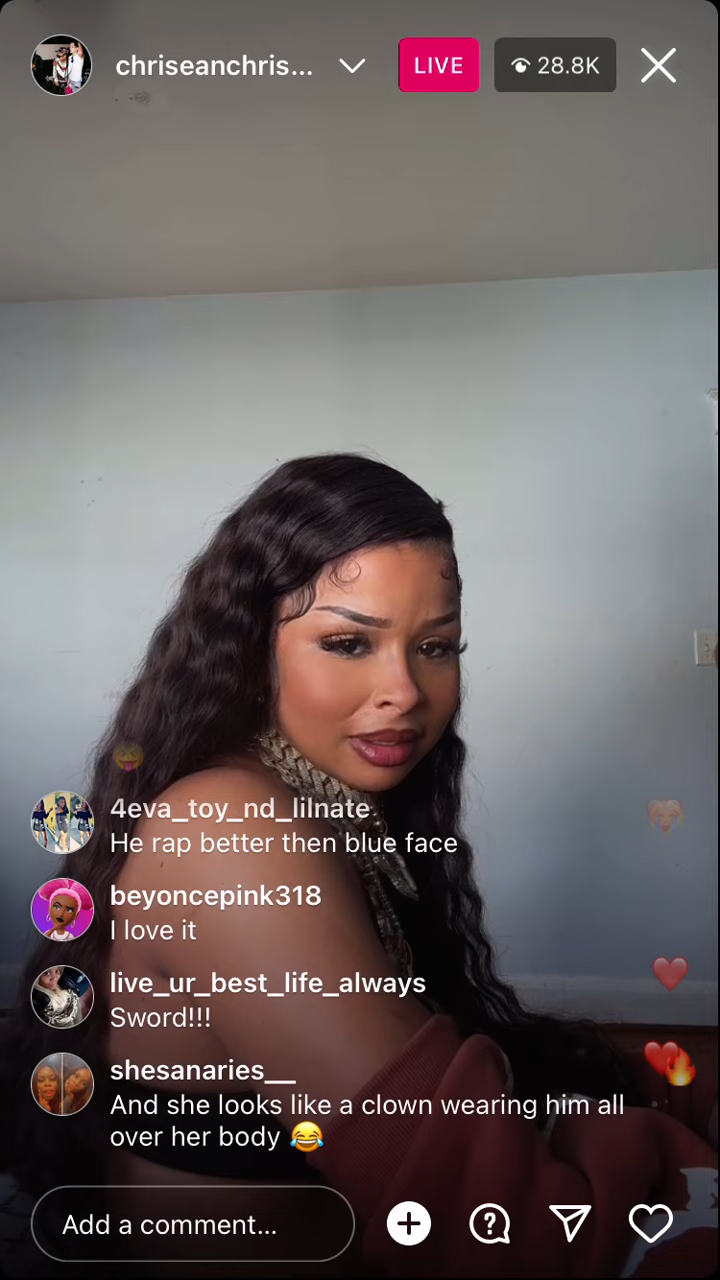 chriseanchris...
LIVE
28.8K
4eva_toy_nd_lilnate
He rap better then blue face
beyoncepink318
I love it
live_ur_best_life_always
Sword!!!
shesanaries__
And she looks like a clown wearing him all
over her body 😂
Add a comment...